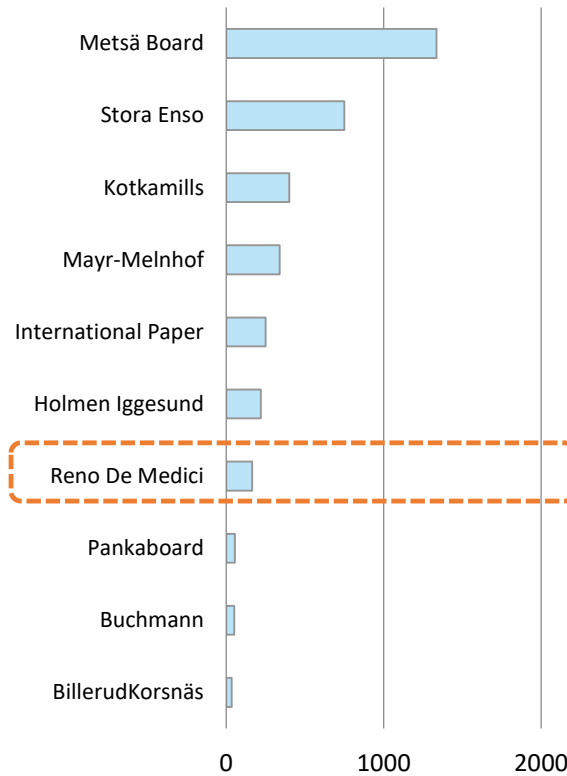 Metsä Board
Stora Enso
Kotkamills
Mayr-Melnhof
International Paper
Holmen Iggesund
Reno De Medici
Pankaboard
Buchmann
BillerudKorsnäs
0 1000 2000